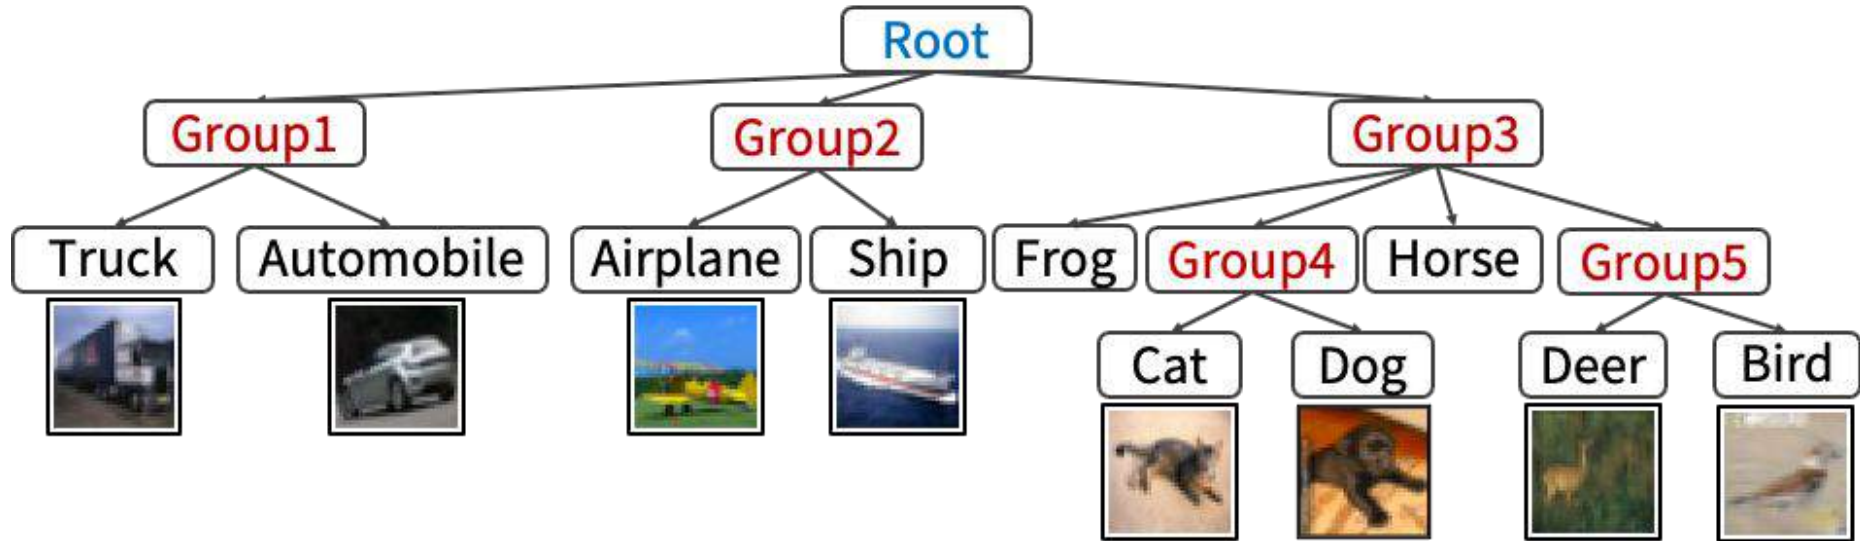 Root
Group1
Group2
Group3
Truck
Automobile
Airplane
Ship
Frog
Group4
Horse
Group5
Cat
Dog
Deer
Bird